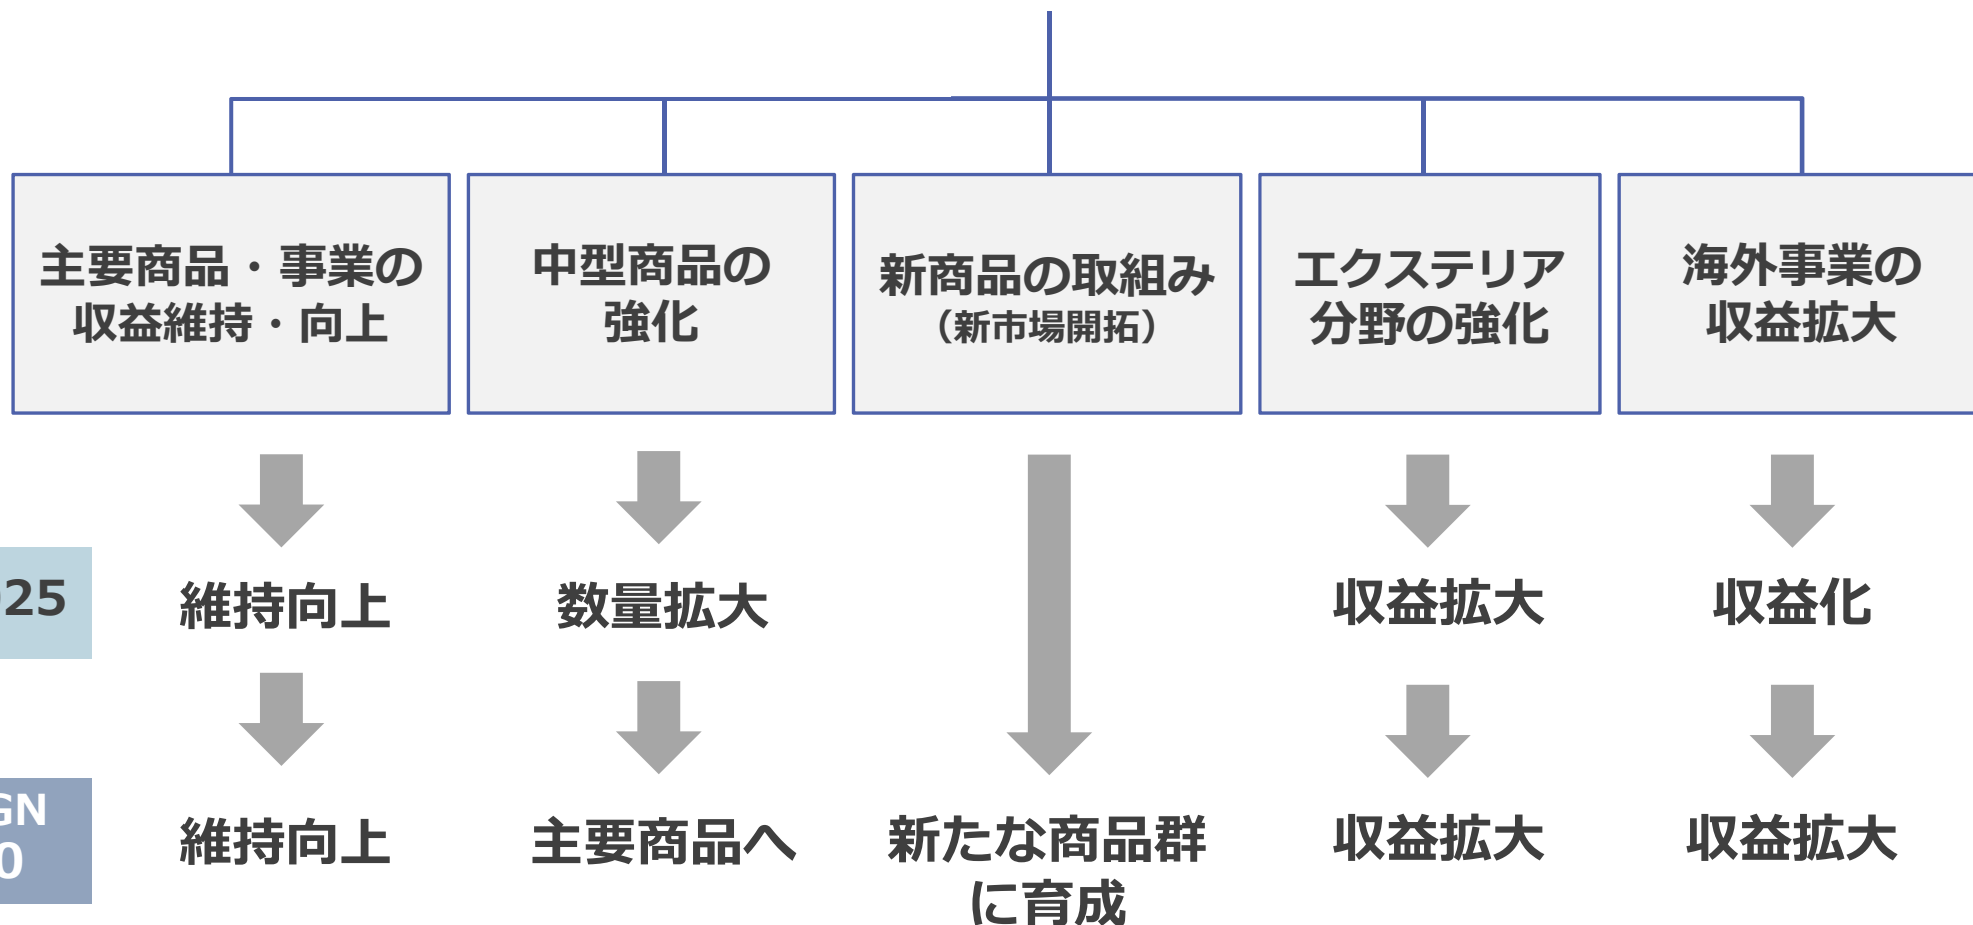 主要商品・事業の
収益維持・向上
中型商品の
強化
新商品の取組み
（新市場開拓）
エクステリア
分野の強化
海外事業の
収益拡大
25
維持向上
数量拡大
収益拡大
収益化
GN
0
維持向上
主要商品へ
新たな商品群
に育成
収益拡大
収益拡大